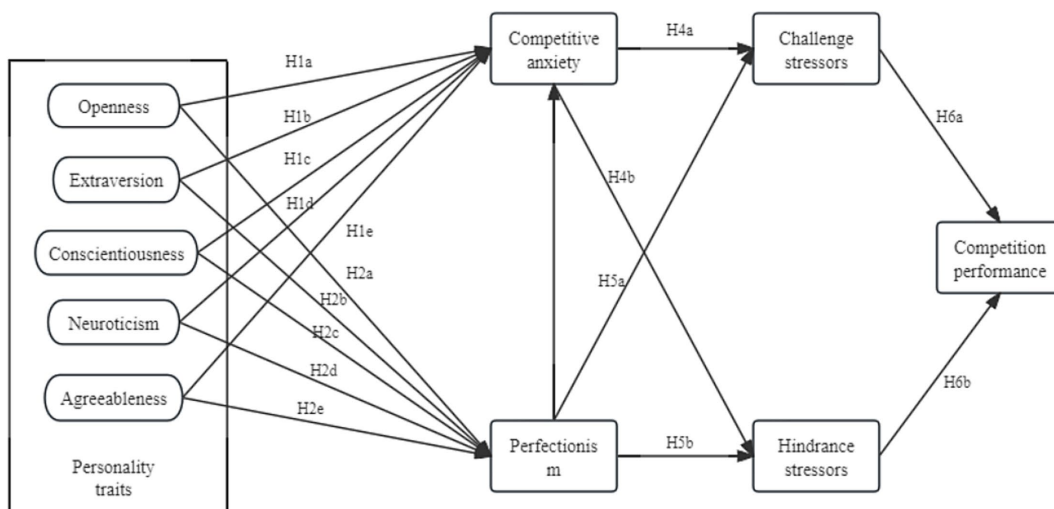 Competitive
anxiety
H4a
Challenge
stressors
H1a
Openness
H1b
H6a
H1c
Extraversion
H4b
H1d
H1e
Conscientiousness
Competition
performance
H2a
H5a
H2b
Neuroticism
H2c
H2d
H6b
Agreeableness
H2e
Perfectionis
m
H5b
Hindrance
stressors
Personality
traits